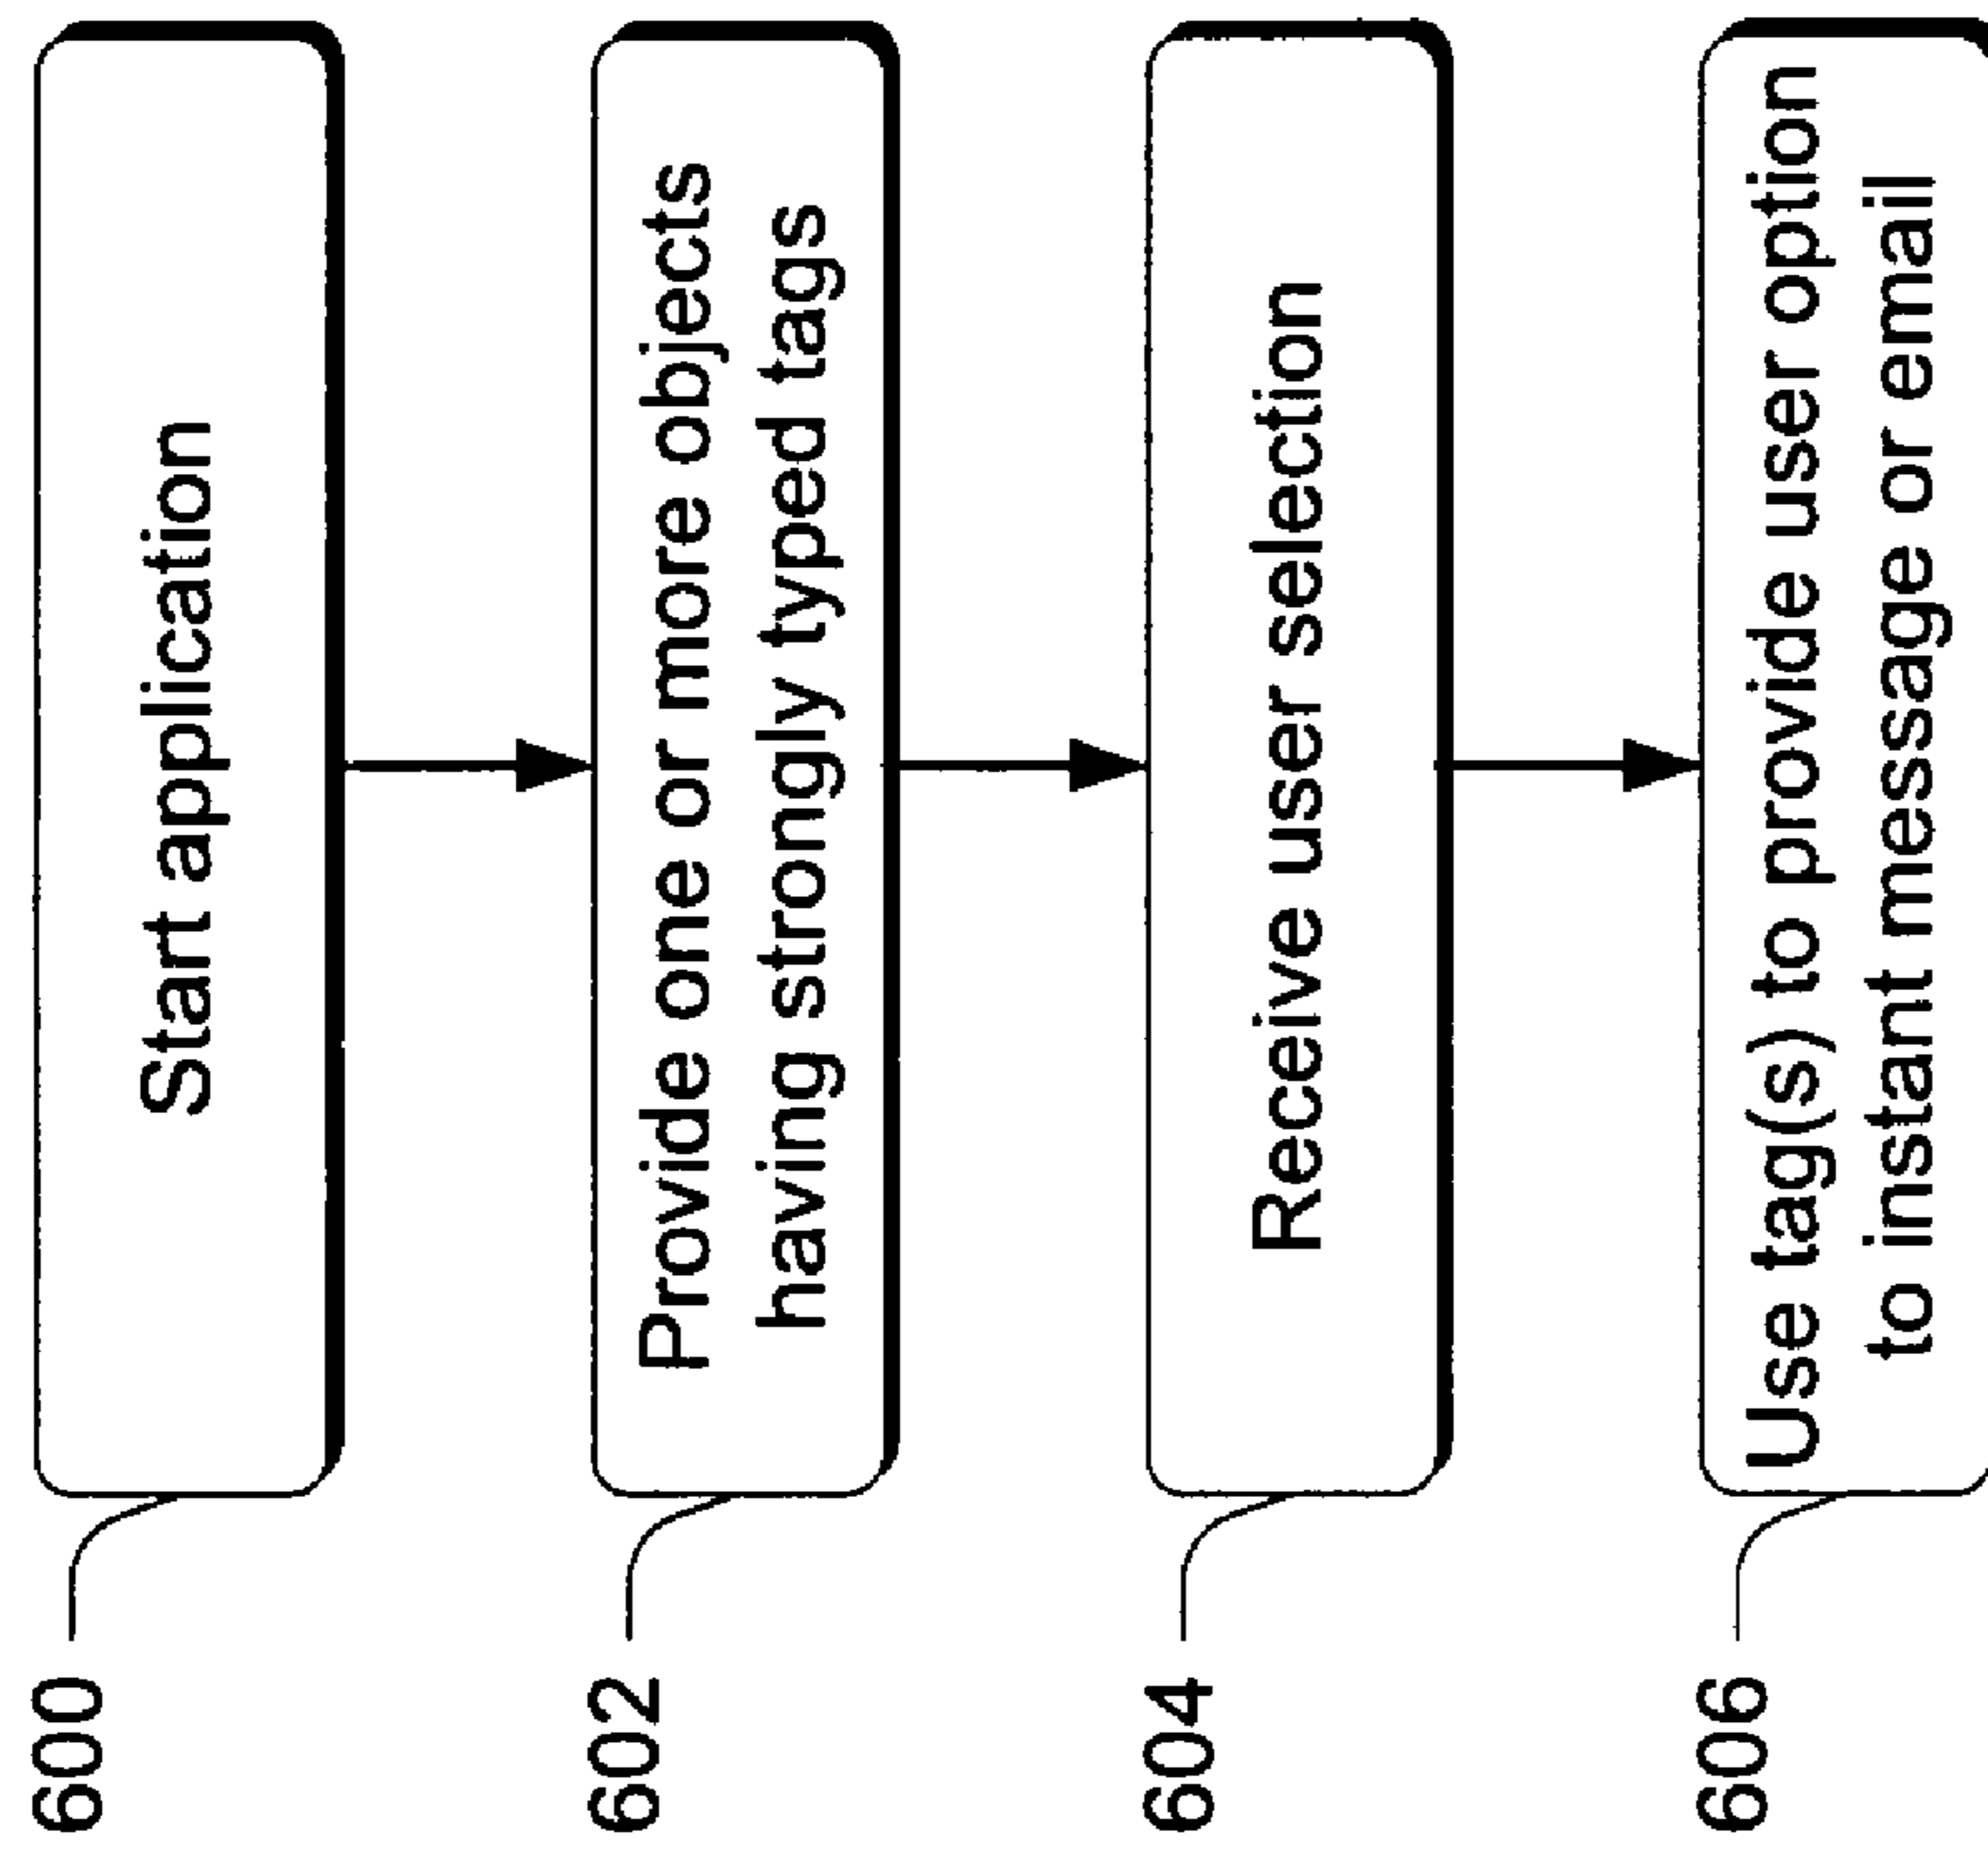 600
Start application
602
Provide one or more objects
having strongly typed tags
604
Receive user selection
606
Use tag(s) to provide user option
to instant message or email